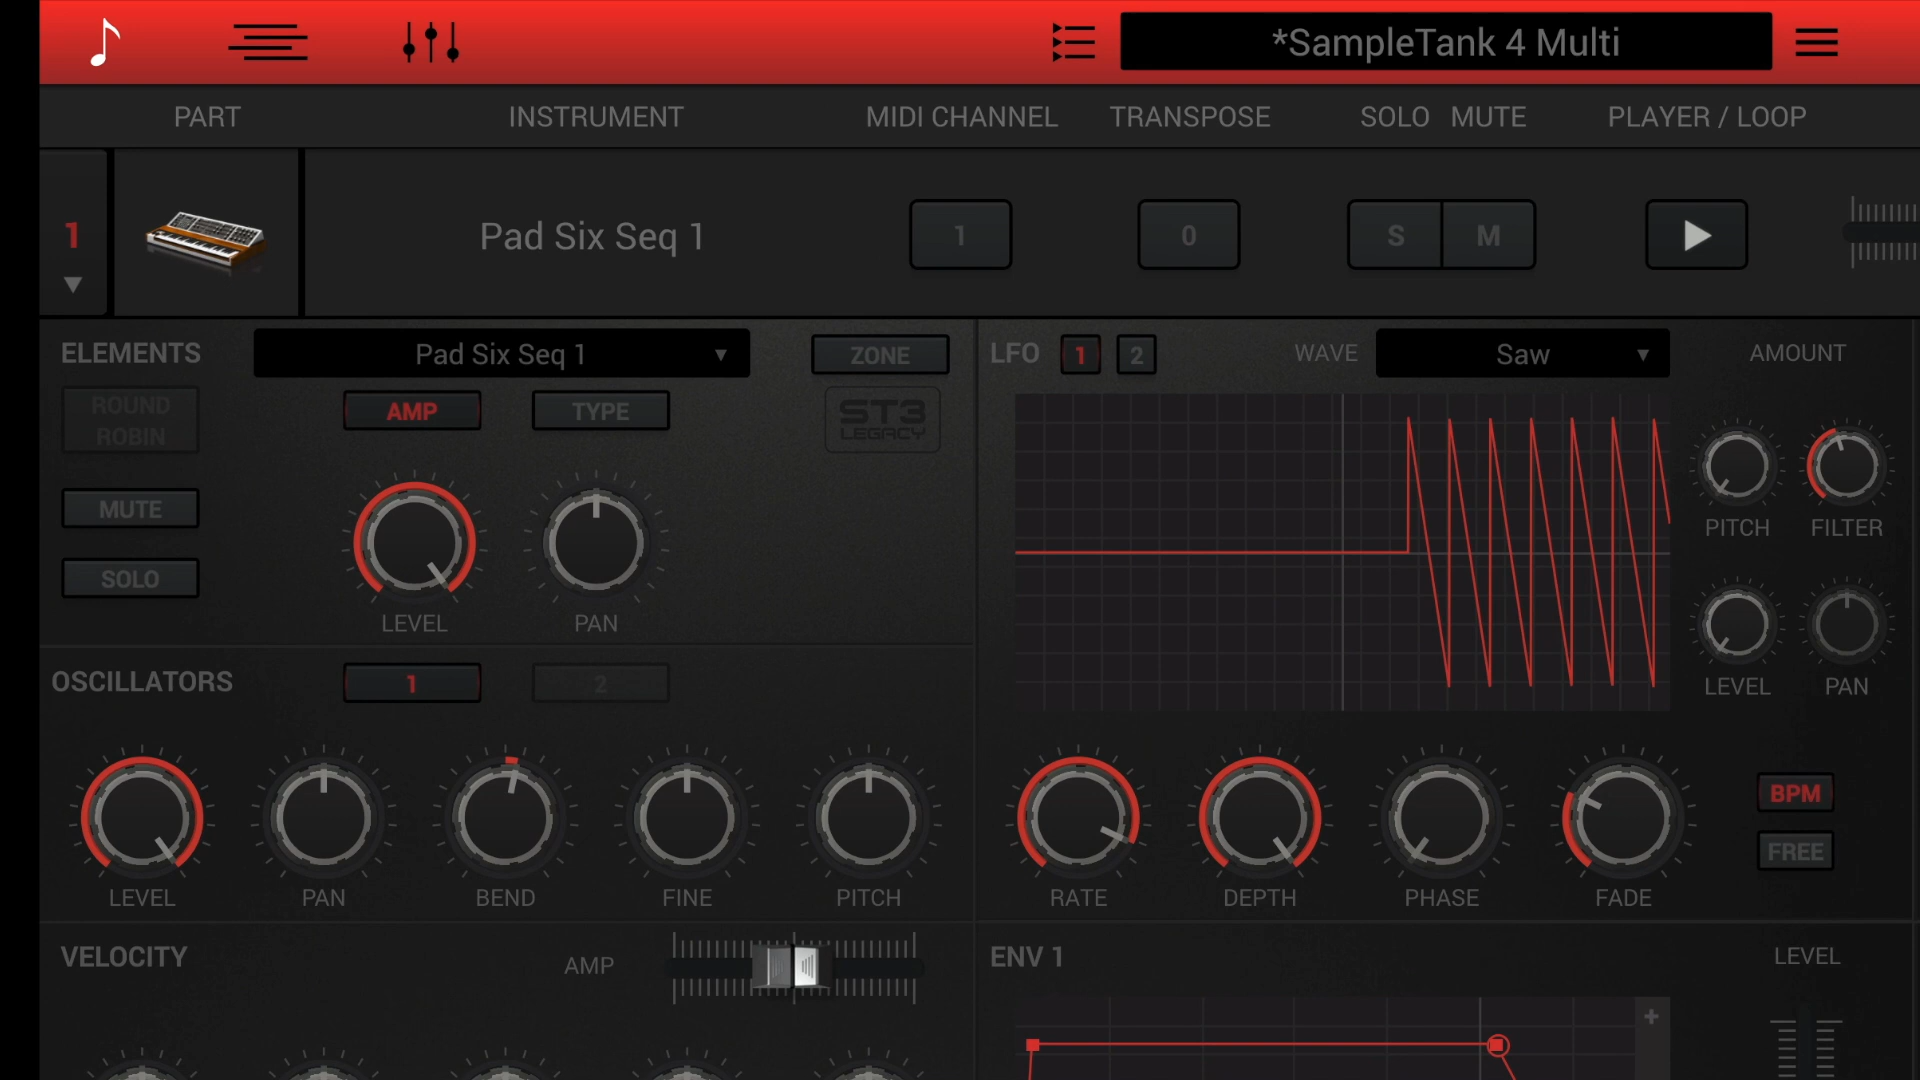 *SampleTank 4 Multi
PART INSTRUMENT MIDI CHANNEL TRANSPOSE SOLO MUTE PLAYER / LOOP
1 Pad Six Seq 1 1 0 S M
ELEMENTS Pad Six Seq 1 ZONE
ROUND ROBIN
AMP TYPE
ST3 LEGACY
MUTE
SOLO
LEVEL PAN
OSCILLATORS 1 2
LEVEL PAN BEND FINE PITCH
VELOCITY AMP
LFO 1 2 WAVE Saw AMOUNT
PITCH FILTER
LEVEL PAN
RATE DEPTH PHASE FADE
BPM
FREE
ENV 1 LEVEL